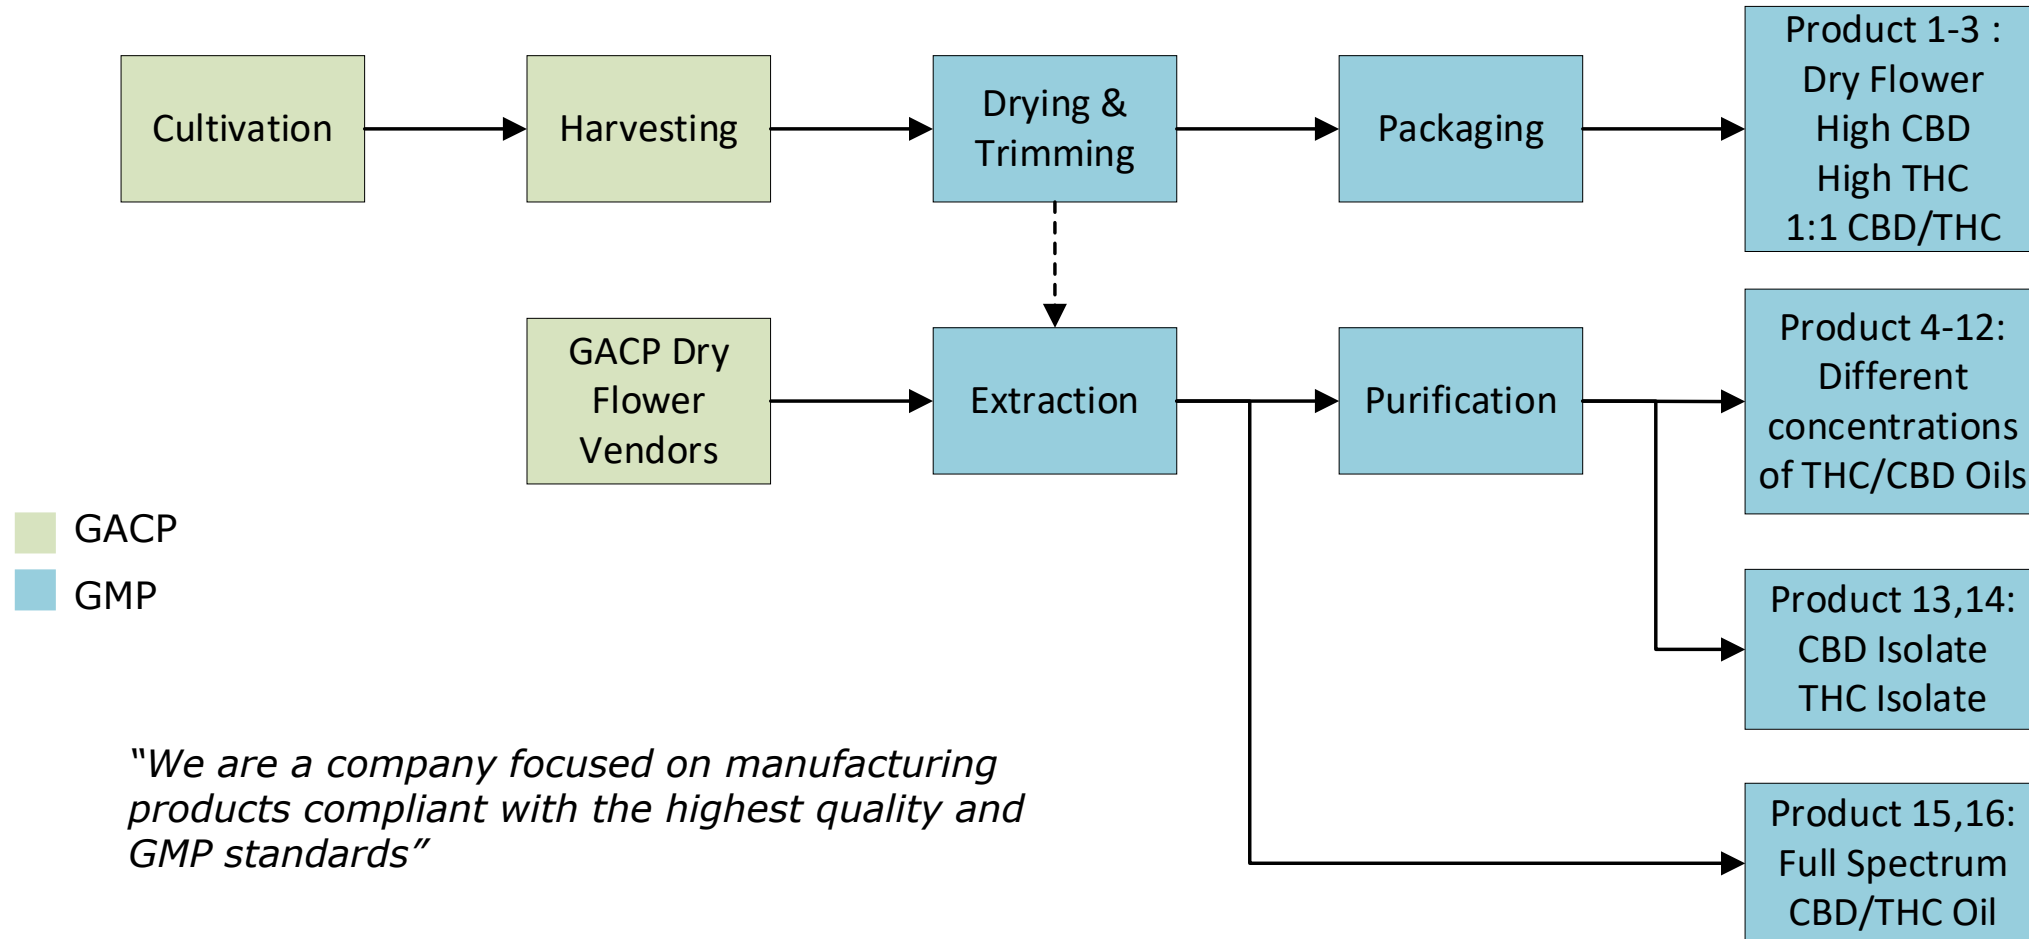 Cultivation
Harvesting
Drying &
Trimming
Packaging
Product 1-3 :
Dry Flower
High CBD
High THC
1:1 CBD/THC
GACP Dry
Flower
Vendors
Extraction
Purification
Product 4-12:
Different
concentrations
of THC/CBD Oils
GACP
GMP
Product 13,14:
CBD Isolate
THC Isolate
“We are a company focused on manufacturing
products compliant with the highest quality and
GMP standards”
Product 15,16:
Full Spectrum
CBD/THC Oil